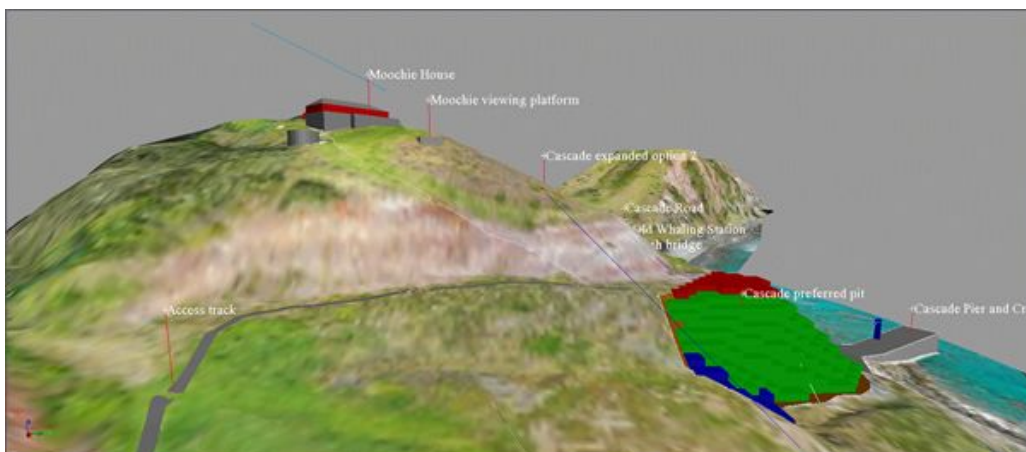 Moochie House
Moochie viewing platform
Cascade expanded option 2
Cascade Road
Old Whaling Station
bridge
Cascade preferred pit
Access track
Cascade Pier and Cr